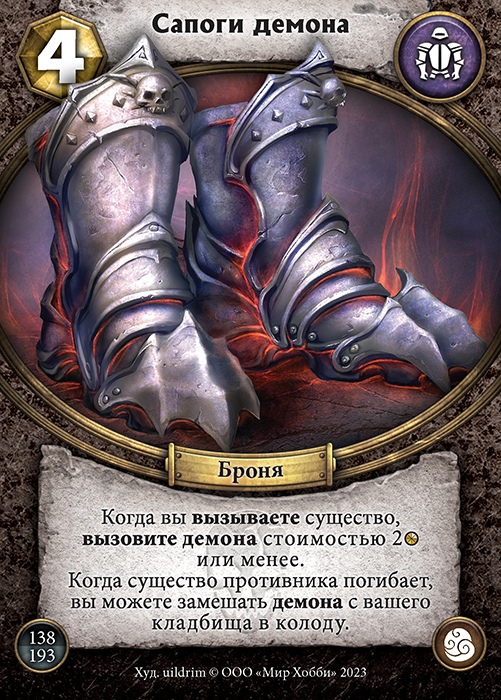 Сапоги демона
4
Броня
Когда вы вызываете существо,
вызовите демона стоимостью 2
или менее.
Когда существо противника погибает,
вы можете замешать демона с вашего
кладбища в колоду.
138
193
Худ. uildrim © ООО «Мир Хобби» 2023